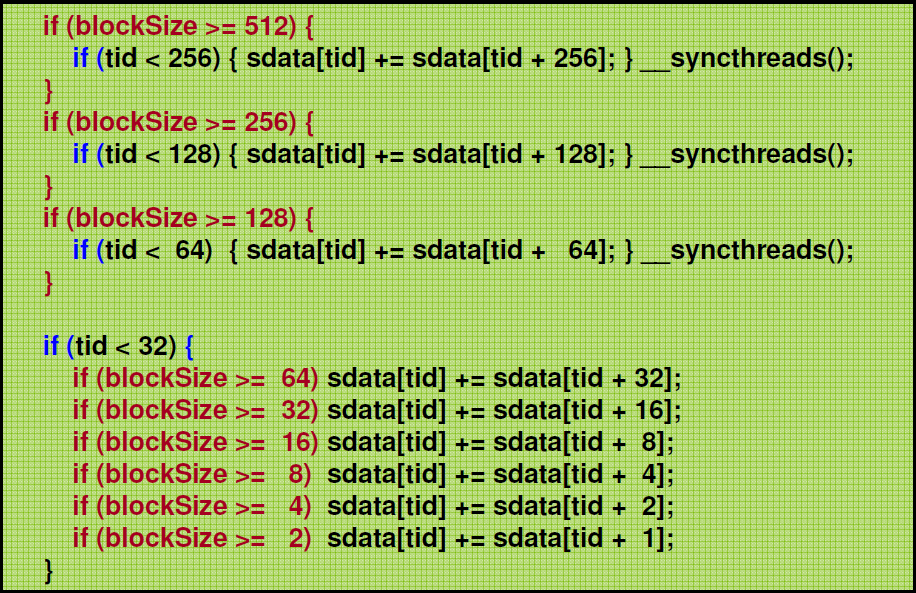 if (blockSize >= 512) {
if (tid < 256) { sdata[tid] += sdata[tid + 256]; } __syncthreads();
}
if (blockSize >= 256) {
if (tid < 128) { sdata[tid] += sdata[tid + 128]; } __syncthreads();
}
if (blockSize >= 128) {
if (tid < 64) { sdata[tid] += sdata[tid + 64]; } __syncthreads();
}
if (tid < 32) {
if (blockSize >= 64) sdata[tid] += sdata[tid + 32];
if (blockSize >= 32) sdata[tid] += sdata[tid + 16];
if (blockSize >= 16) sdata[tid] += sdata[tid + 8];
if (blockSize >= 8) sdata[tid] += sdata[tid + 4];
if (blockSize >= 4) sdata[tid] += sdata[tid + 2];
if (blockSize >= 2) sdata[tid] += sdata[tid + 1];
}